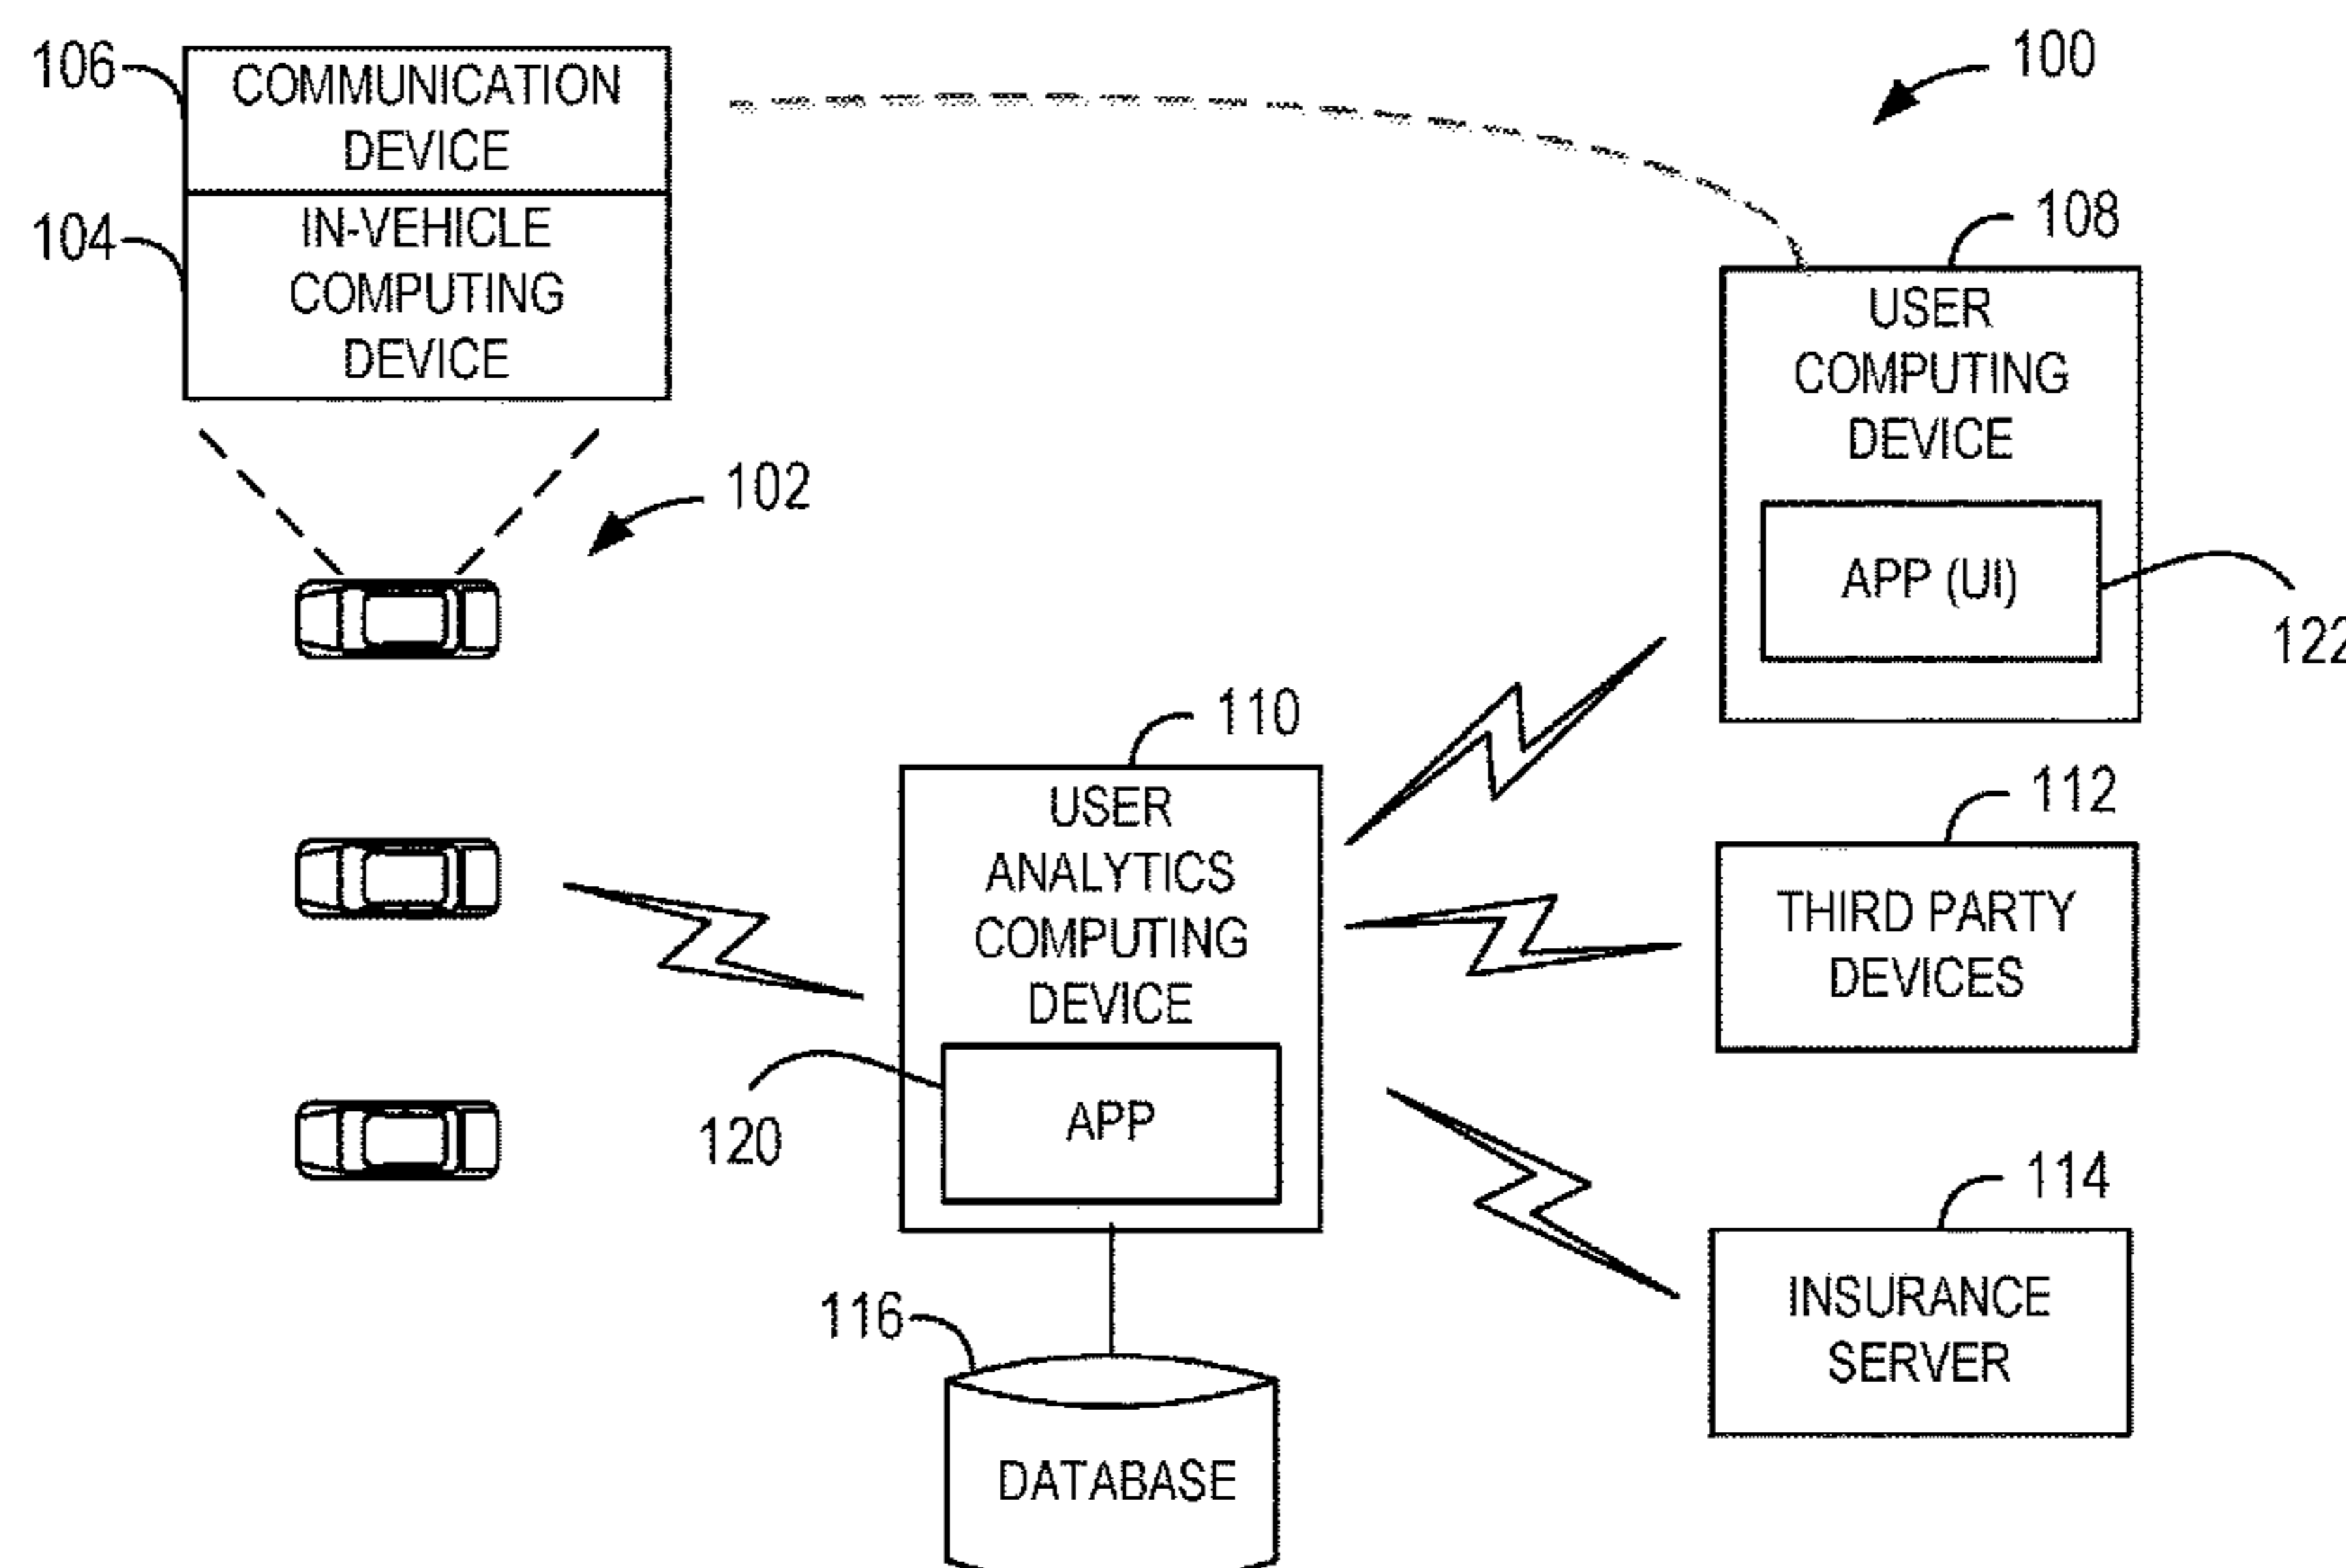 106
COMMUNICATION
DEVICE
104
IN-VEHICLE
COMPUTING
DEVICE
100
108
USER
COMPUTING
DEVICE
APP (UI)
122
102
110
USER
ANALYTICS
COMPUTING
DEVICE
APP
120
112
THIRD PARTY
DEVICES
114
INSURANCE
SERVER
116
DATABASE